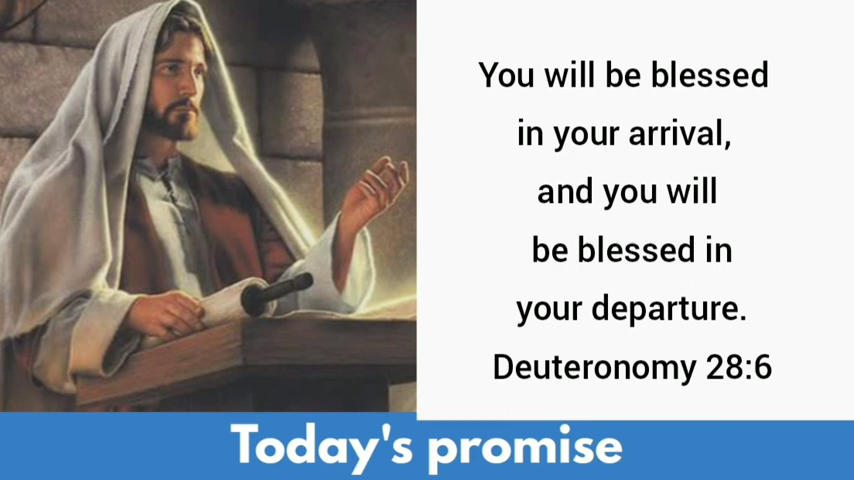 You will be blessed
in your arrival,
and you will
be blessed in
your departure.
Deuteronomy 28:6
Today's promise